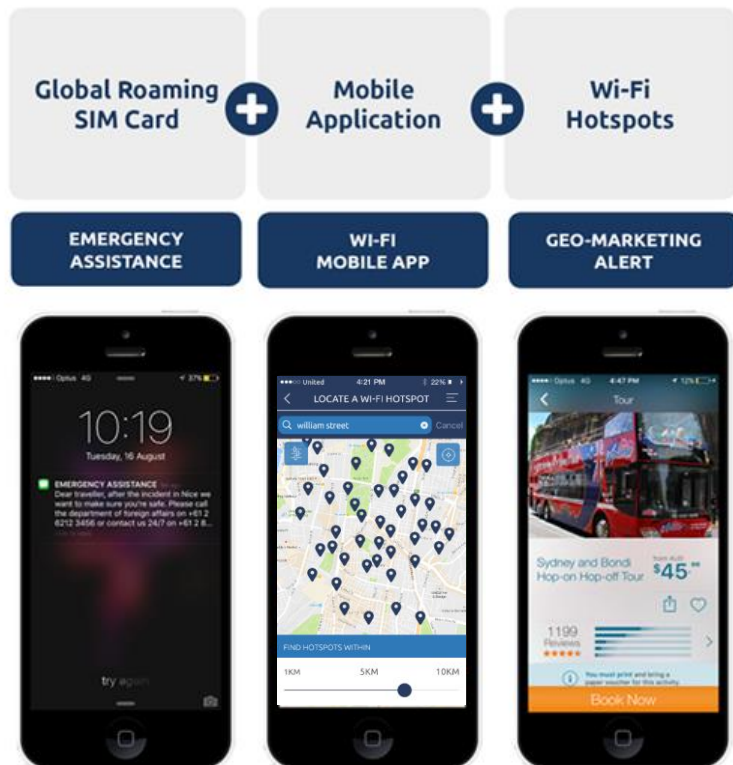 Global Roaming
SIM Card
Mobile
Application
Wi-Fi
Hotspots
EMERGENCY
ASSISTANCE
WI-FI
MOBILE APP
GEO-MARKETING
ALERT
Optus 4G
37%
10:19
Tuesday, 16 August
EMERGENCY ASSISTANCE
Dear traveller, after the incident in Nice we
want to make sure you're safe. Please call
the department of foreign affairs on +61 2
6212 3456 or contact us 24/7 on +61 2 8...
try again
United 4:21 PM 22%
LOCATE A WI-FI HOTSPOT
william street Cancel
FIND HOTSPOTS WITHIN
1KM 5KM 10KM
Optus 4G 4:47 PM 12%
Tour
Sydney and Bondi
Hop-on Hop-off Tour
$45
1199
Reviews
You must print and bring a
paper voucher for this activity.
Book Now